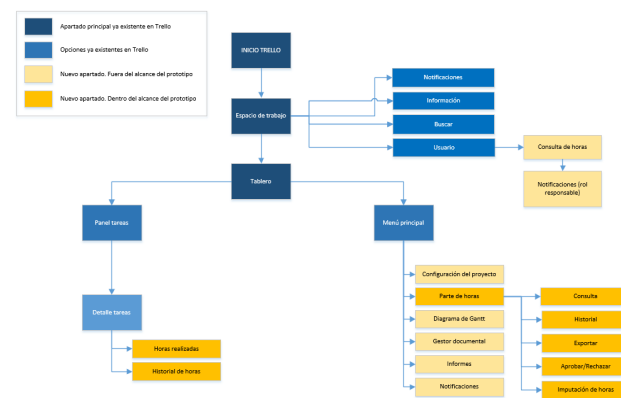 Apartado principal ya existente en Trello
Opciones ya existentes en Trello
Nuevo apartado. Fuera del alcance del prototipo
Nuevo apartado. Dentro del alcance del prototipo
INICIO TRELLO
Espacio de trabajo
Notificaciones
Información
Buscar
Usuario
Consulta de horas
Notificaciones (rol
responsable)
Tablero
Panel tareas
Menú principal
Detalle tareas
Horas realizadas
Historial de horas
Configuración del proyecto
Parte de horas
Diagrama de Gantt
Gestor documental
Informes
Notificaciones
Consulta
Historial
Exportar
Aprobar/Rechazar
Imputación de horas